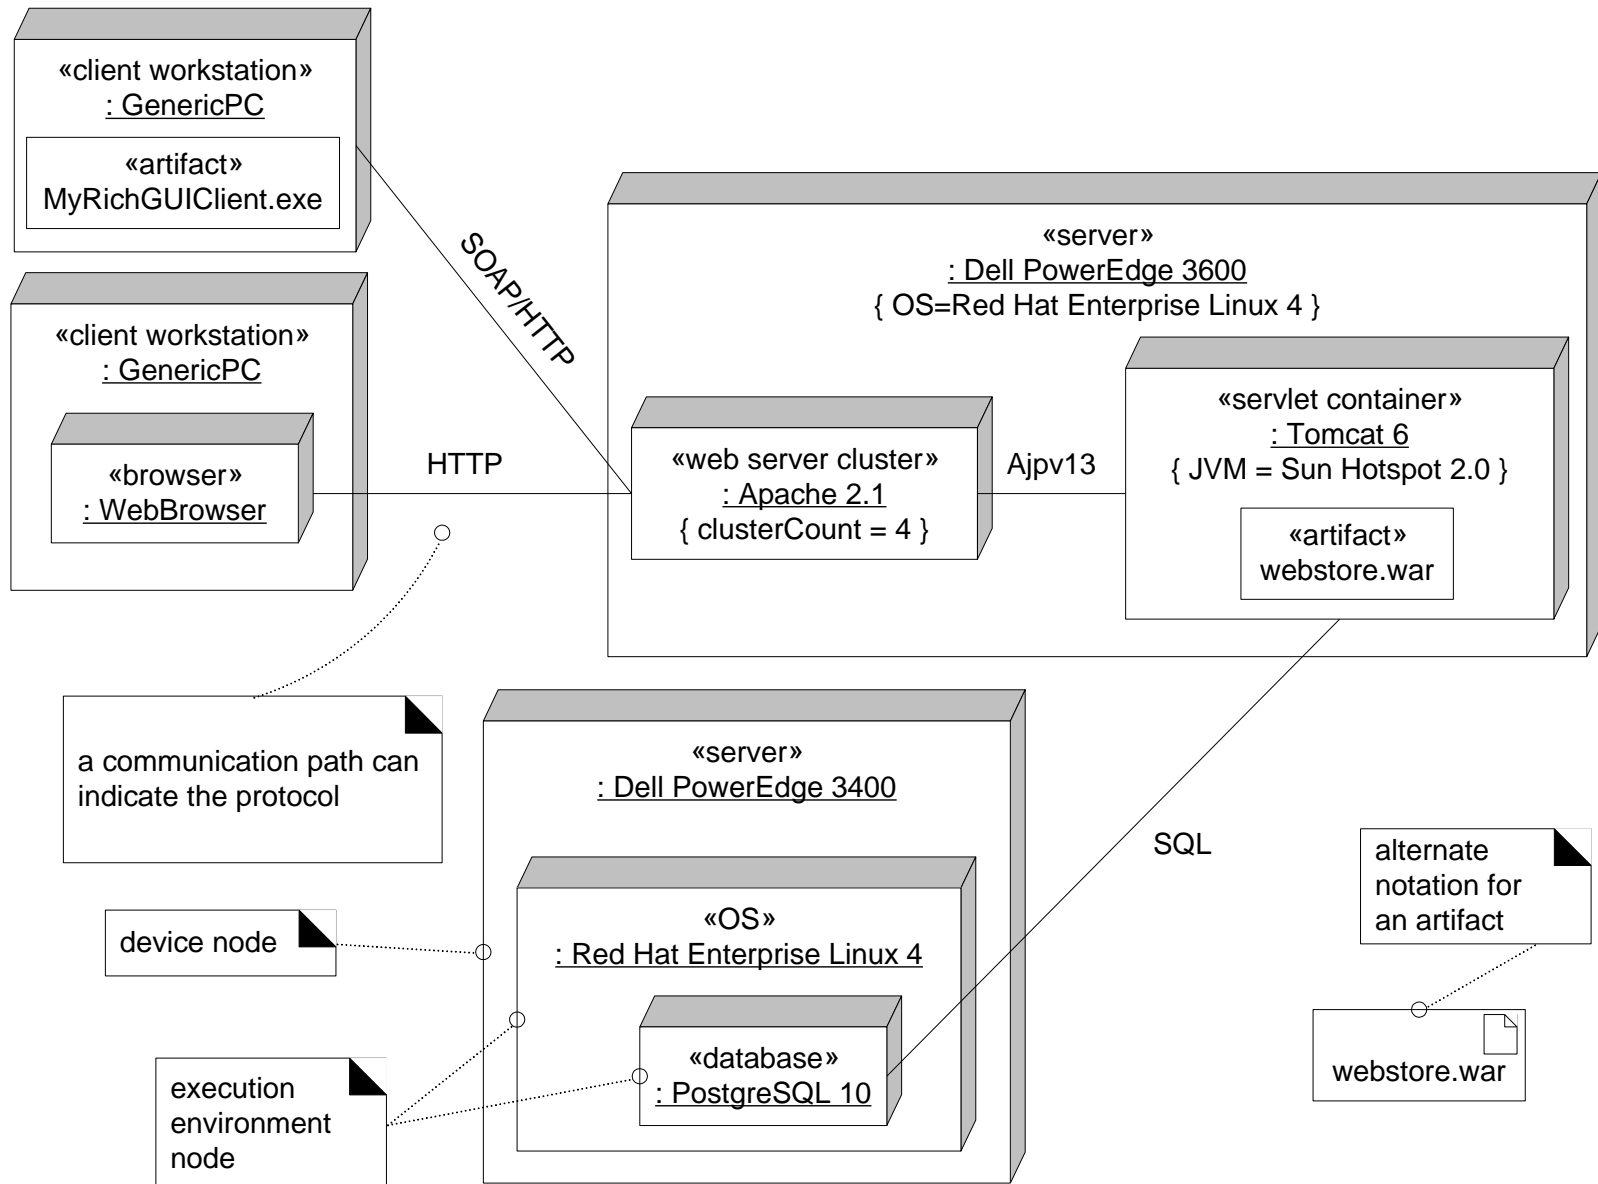 «client workstation»
: GenericPC
«artifact»
MyRichGUIClient.exe
SOAP/HTTP
«server»
: Dell PowerEdge 3600
{ OS=Red Hat Enterprise Linux 4 }
«client workstation»
: GenericPC
«browser»
: WebBrowser
HTTP
«web server cluster»
: Apache 2.1
{ clusterCount = 4 }
Ajpv13
«servlet container»
: Tomcat 6
{ JVM = Sun Hotspot 2.0 }
«artifact»
webstore.war
a communication path can
indicate the protocol
«server»
: Dell PowerEdge 3400
SQL
device node
«OS»
: Red Hat Enterprise Linux 4
«database»
: PostgreSQL 10
execution
environment
node
alternate
notation for
an artifact
webstore.war